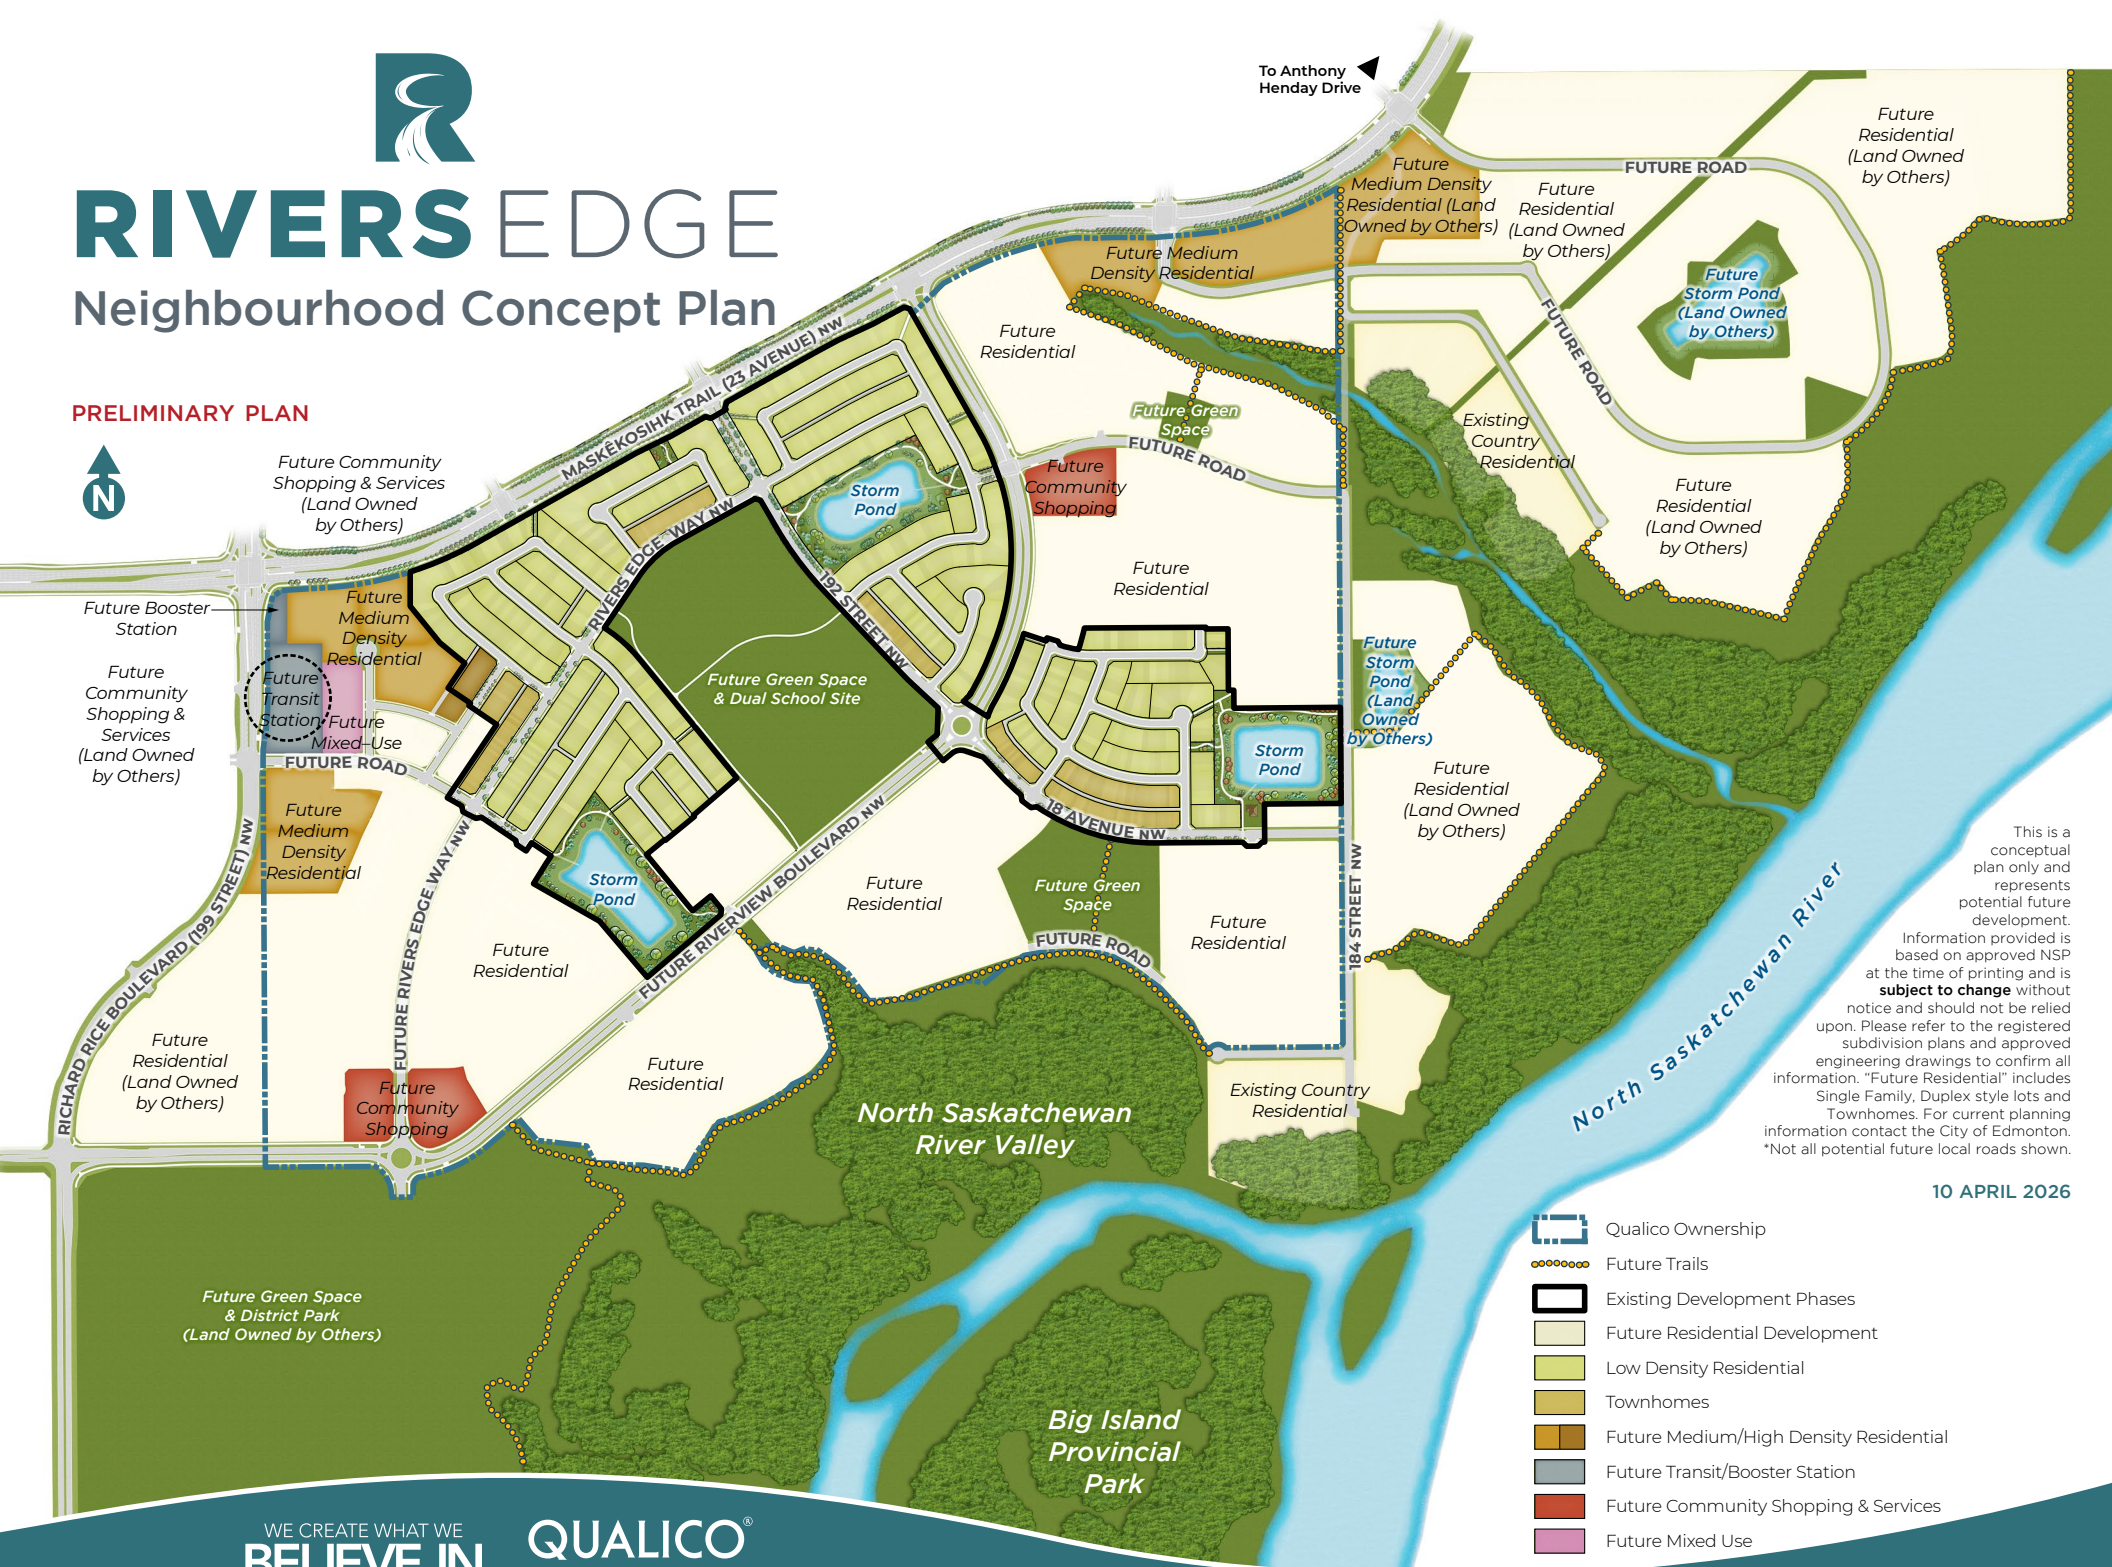 RIVERS EDGE
Neighbourhood Concept Plan
PRELIMINARY PLAN
N
To Anthony
Henday Drive
Future
Residential
(Land Owned
by Others)
FUTURE ROAD
Future
Medium Density
Residential (Land
Owned by Others)
Future
Residential
(Land Owned
by Others)
Future Medium
Density Residential
Future
Storm Pond
(Land Owned
by Others)
FUTURE ROAD
Future
Residential
MASKÊKOSIHK TRAIL (23 AVENUE) NW
Future Green
Space
FUTURE ROAD
Existing
Country
Residential
Future Community
Shopping & Services
(Land Owned
by Others)
Future
Community
Shopping
Storm
Pond
Future
Residential
(Land Owned
by Others)
RIVERS EDGE WAY NW
192 STREET NW
Future
Residential
Future Booster
Station
Future
Medium
Density
Residential
Future
Community
Shopping &
Services
(Land Owned
by Others)
Future
Transit
Station
Future
Mixed-Use
FUTURE ROAD
Future Green Space
& Dual School Site
Future
Storm
Pond
(Land
Owned
by Others)
Storm
Pond
Future
Residential
(Land Owned
by Others)
Future
Medium
Density
Residential
18 AVENUE NW
184 STREET NW
RICHARD RICE BOULEVARD (199 STREET) NW
FUTURE RIVERS EDGE WAY NW
FUTURE RIVERVIEW BOULEVARD NW
Storm
Pond
Future
Residential
Future Green
Space
Future
Residential
FUTURE ROAD
Future
Residential
Future
Residential
(Land Owned
by Others)
Future
Community
Shopping
Future
Residential
North Saskatchewan
River Valley
Existing Country
Residential
North Saskatchewan River
Future Green Space
& District Park
(Land Owned by Others)
Big Island
Provincial
Park
This is a
conceptual
plan only and
represents
potential future
development.
Information provided is
based on approved NSP
at the time of printing and is
subject to change without
notice and should not be relied
upon. Please refer to the registered
subdivision plans and approved
engineering drawings to confirm all
information. “Future Residential” includes
Single Family, Duplex style lots and
Townhomes. For current planning
information contact the City of Edmonton.
*Not all potential future local roads shown.
10 APRIL 2026
Qualico Ownership
Future Trails
Existing Development Phases
Future Residential Development
Low Density Residential
Townhomes
Future Medium/High Density Residential
Future Transit/Booster Station
Future Community Shopping & Services
Future Mixed Use
WE CREATE WHAT WE
BELIEVE IN
QUALICO®